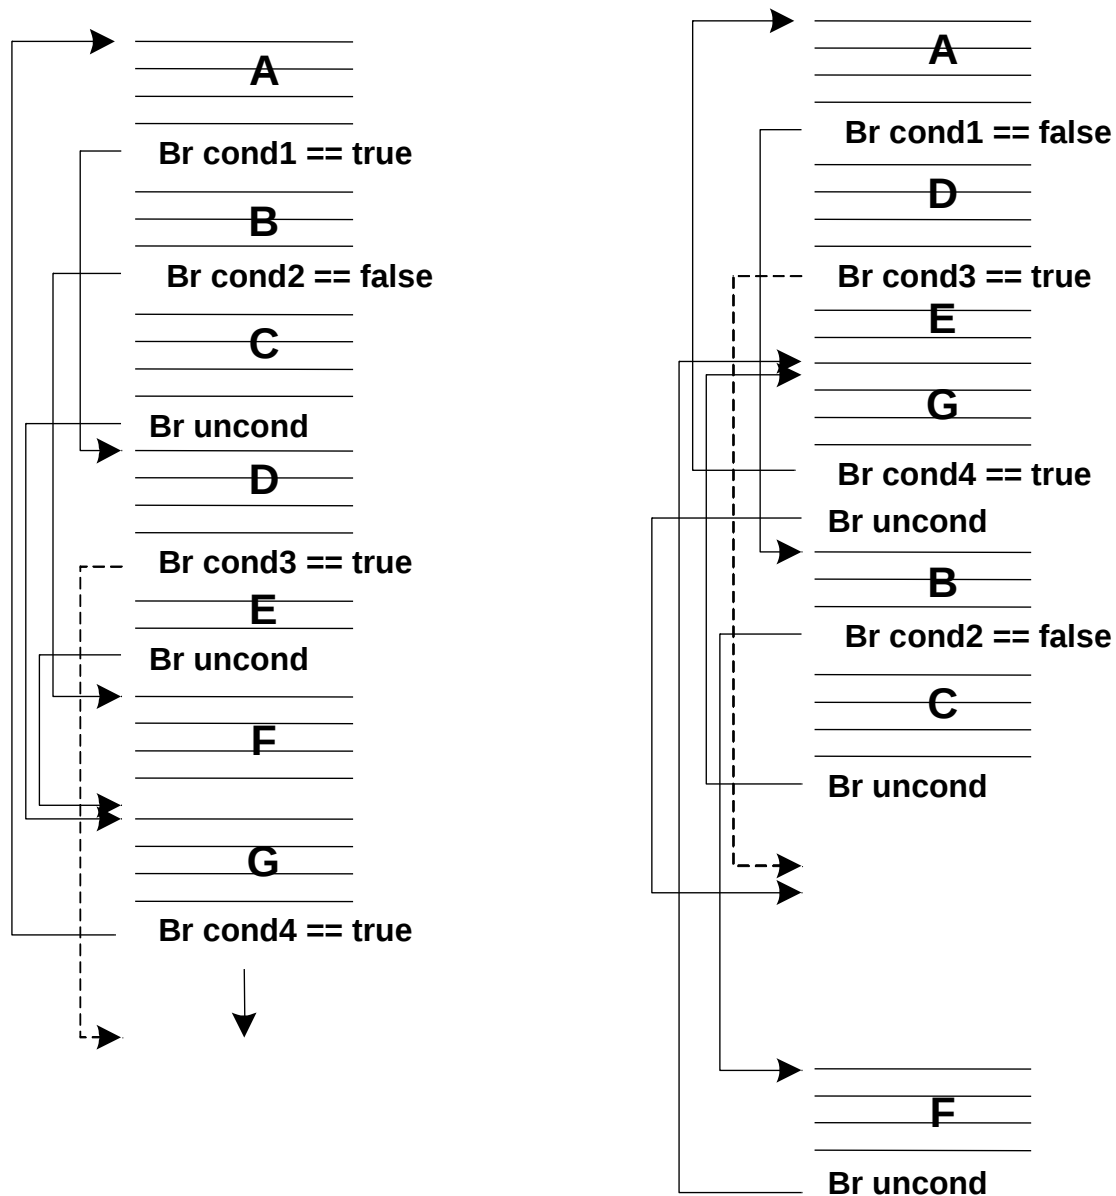 A
Br cond1 == true
B
Br cond2 == false
C
Br uncond
D
Br cond3 == true
E
Br uncond
F
G
Br cond4 == true
A
Br cond1 == false
D
Br cond3 == true
E
G
Br cond4 == true
Br uncond
B
Br cond2 == false
C
Br uncond
F
Br uncond